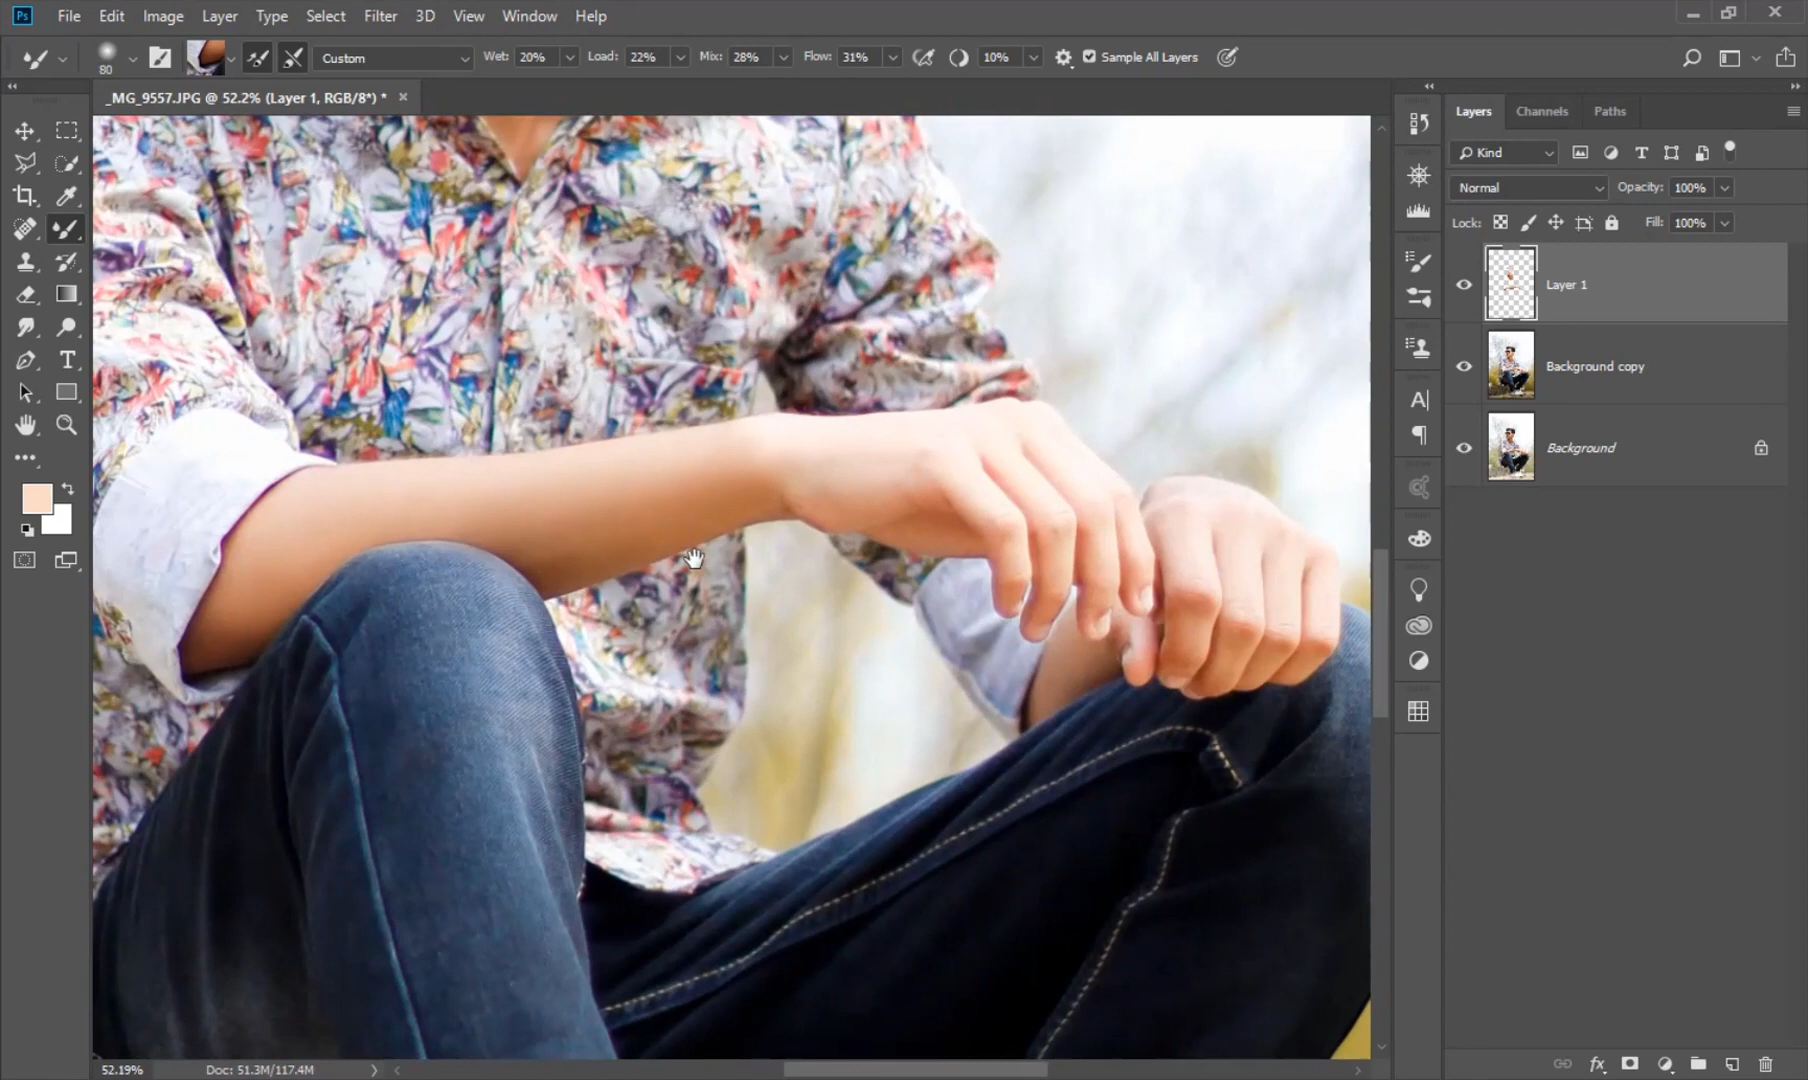 Ps File Edit Image Layer Type Select Filter 3D View Window Help
80 Custom Wet: 20% Load: 22% Mix: 28% Flow: 31% 10% Sample All Layers
_MG_9557.JPG @ 52.2% (Layer 1, RGB/8*) * ×
Layers Channels Paths
Kind
Normal Opacity: 100%
Lock: Fill: 100%
Layer 1
Background copy
Background
52.19% Doc: 51.3M/117.4M